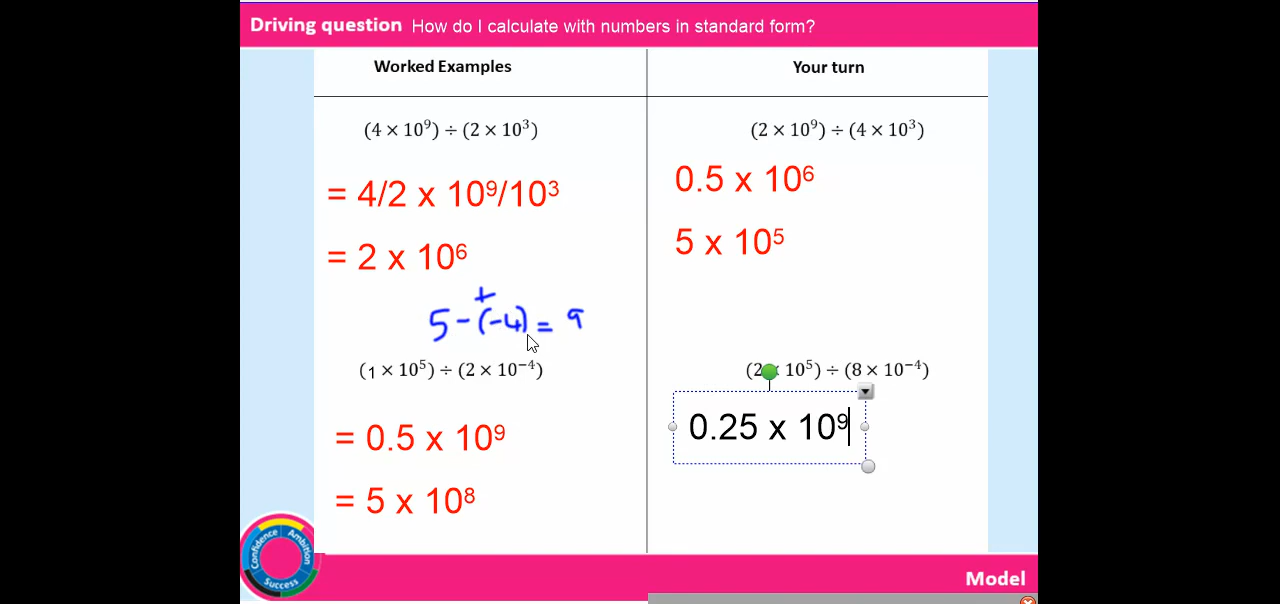 Driving question How do I calculate with numbers in standard form?
Worked Examples
(4 × 10⁹) ÷ (2 × 10³)
= 4/2 x 10⁹/10³
= 2 x 10⁶
+
5 - (-4) = 9
(1 × 10⁵) ÷ (2 × 10⁻⁴)
= 0.5 x 10⁹
= 5 x 10⁸
Your turn
(2 × 10⁹) ÷ (4 × 10³)
0.5 x 10⁶
5 x 10⁵
(2 × 10⁵) ÷ (8 × 10⁻⁴)
0.25 x 10⁹
Confidence
Ambition
Success
Model